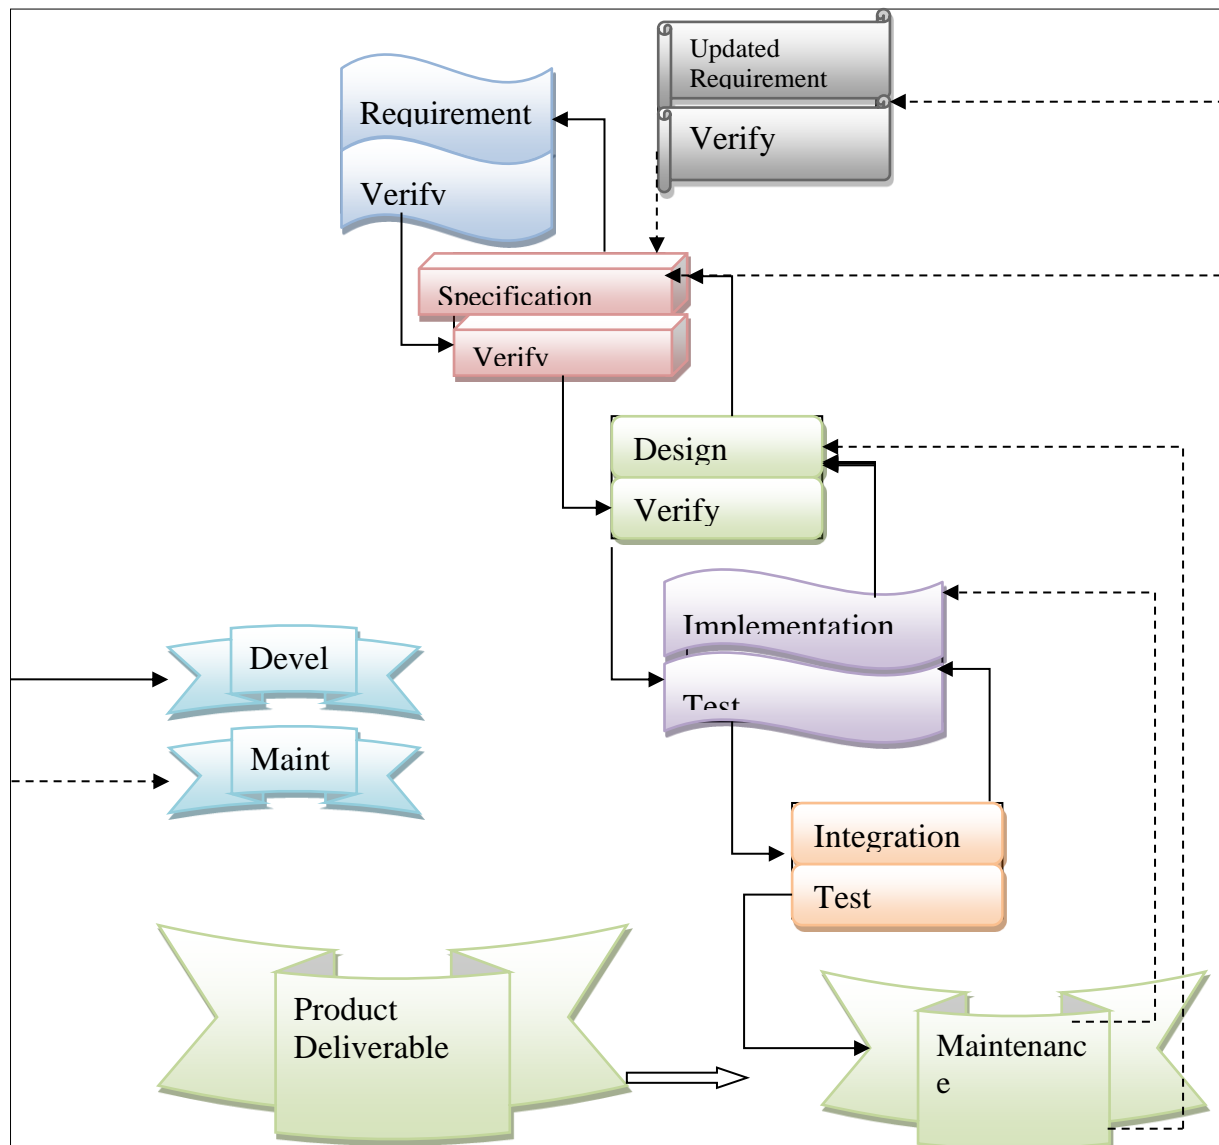 Updated
Requirement
Verify
Requirement
Verify
Specification
Verify
Design
Verify
Implementation
Test
Devel
Maint
Integration
Test
Product
Deliverable
Maintenanc
e